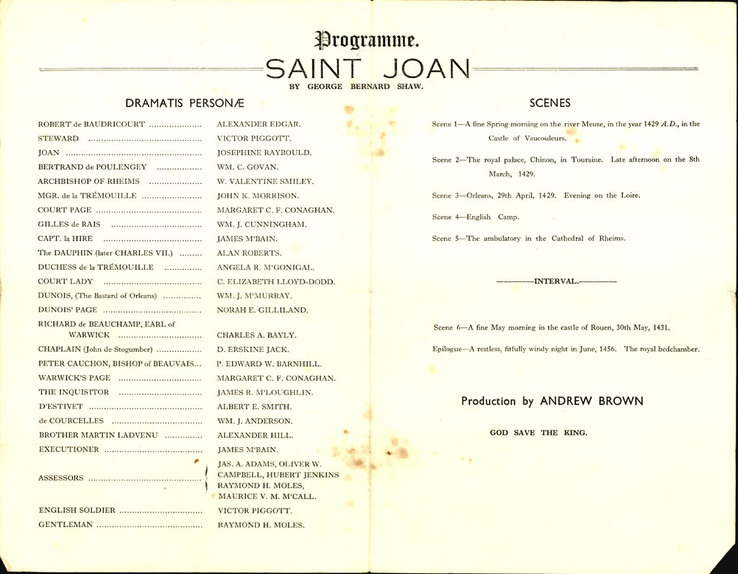 Programme.
SAINT JOAN
BY GEORGE BERNARD SHAW.
DRAMATIS PERSONÆ
ROBERT de BAUDRICOURT ..................... ALEXANDER EDGAR.
STEWARD ..................... VICTOR PIGGOTT.
JOAN ..................... JOSEPHINE RAYBOULD.
BERTRAND de POULENGEY ..................... WM. C. GOVAN.
ARCHBISHOP OF RHEIMS ..................... W. VALENTINE SMILEY.
MGR. de la TRÉMOUILLE ..................... JOHN K. MORRISON.
COURT PAGE ..................... MARGARET C. F. CONAGHAN.
GILLES de RAIS ..................... WM. J. CUNNINGHAM.
CAPT. la HIRE ..................... JAMES M'BAIN.
The DAUPHIN (later CHARLES VII.) ............ ALAN ROBERTS.
DUCHESS de la TRÉMOUILLE ............ ANGELA R. M'GONIGAL.
COURT LADY ..................... C. ELIZABETH LLOYD-DODD.
DUNOIS, (The Bastard of Orleans) ............ WM. J. M'MURRAY.
DUNOIS' PAGE ..................... NORAH E. GILLILAND.
RICHARD de BEAUCHAMP, EARL of
WARWICK ..................... CHARLES A. BAYLY.
CHAPLAIN (John de Stogumber) ............ D. ERSKINE JACK.
PETER CAUCHON, BISHOP of BEAUVAIS... P. EDWARD W. BARNHILL.
WARWICK'S PAGE ..................... MARGARET C. F. CONAGHAN.
THE INQUISITOR ..................... JAMES R. M'LOUGHLIN.
D'ESTIVET ..................... ALBERT E. SMITH.
de COURCELLES ..................... WM. J. ANDERSON.
BROTHER MARTIN LADVENU ............ ALEXANDER HILL.
EXECUTIONER ..................... JAMES M'BAIN.
ASSESSORS ..................... JAS. A. ADAMS, OLIVER W.
CAMPBELL, HUBERT JENKINS
RAYMOND H. MOLES,
MAURICE V. M. M'CALL.
ENGLISH SOLDIER ..................... VICTOR PIGGOTT.
GENTLEMAN ..................... RAYMOND H. MOLES.
SCENES
Scene 1—A fine Spring morning on the river Meuse, in the year 1429 A.D., in the
Castle of Vaucouleurs.
Scene 2—The royal palace, Chinon, in Touraine. Late afternoon on the 8th
March, 1429.
Scene 3—Orleans, 29th April, 1429. Evening on the Loire.
Scene 4—English Camp.
Scene 5—The ambulatory in the Cathedral of Rheims.
————INTERVAL.————
Scene 6—A fine May morning in the castle of Rouen, 30th May, 1431.
Epilogue—A restless, fitfully windy night in June, 1456. The royal bedchamber.
Production by ANDREW BROWN
GOD SAVE THE KING.